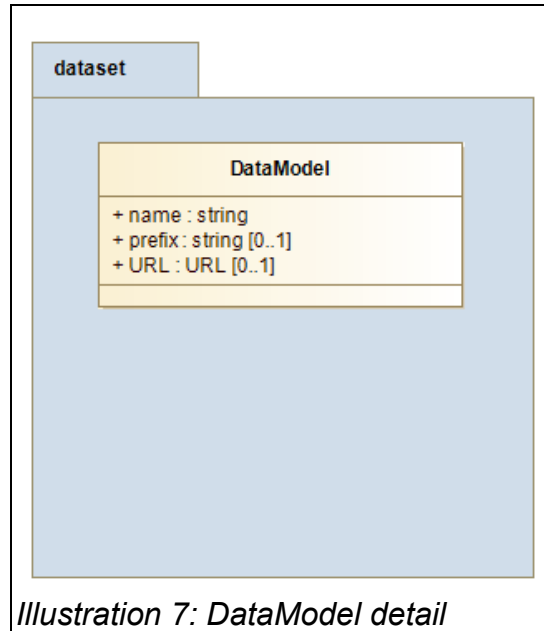 dataset
DataModel
+ name : string
+ prefix : string [0..1]
+ URL : URL [0..1]
Illustration 7: DataModel detail